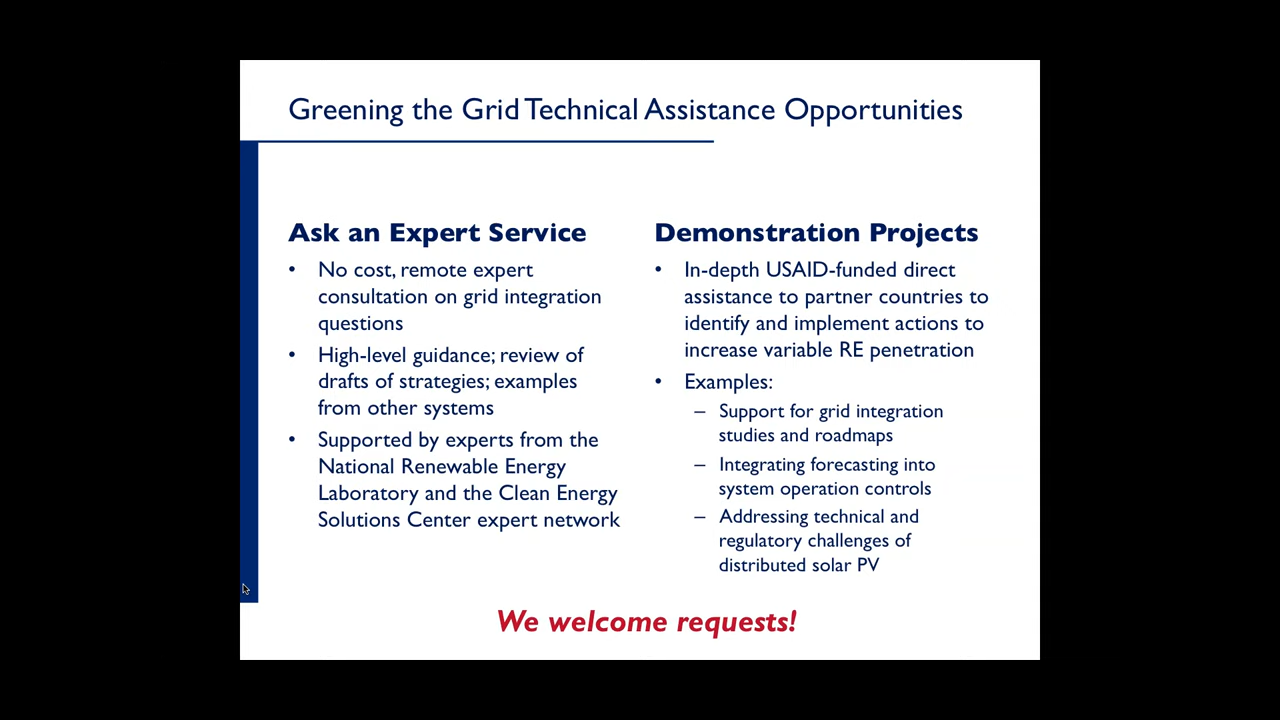 Greening the Grid Technical Assistance Opportunities
Ask an Expert Service
• No cost, remote expert
consultation on grid integration
questions
• High-level guidance; review of
drafts of strategies; examples
from other systems
• Supported by experts from the
National Renewable Energy
Laboratory and the Clean Energy
Solutions Center expert network
Demonstration Projects
• In-depth USAID-funded direct
assistance to partner countries to
identify and implement actions to
increase variable RE penetration
• Examples:
– Support for grid integration
studies and roadmaps
– Integrating forecasting into
system operation controls
– Addressing technical and
regulatory challenges of
distributed solar PV
We welcome requests!